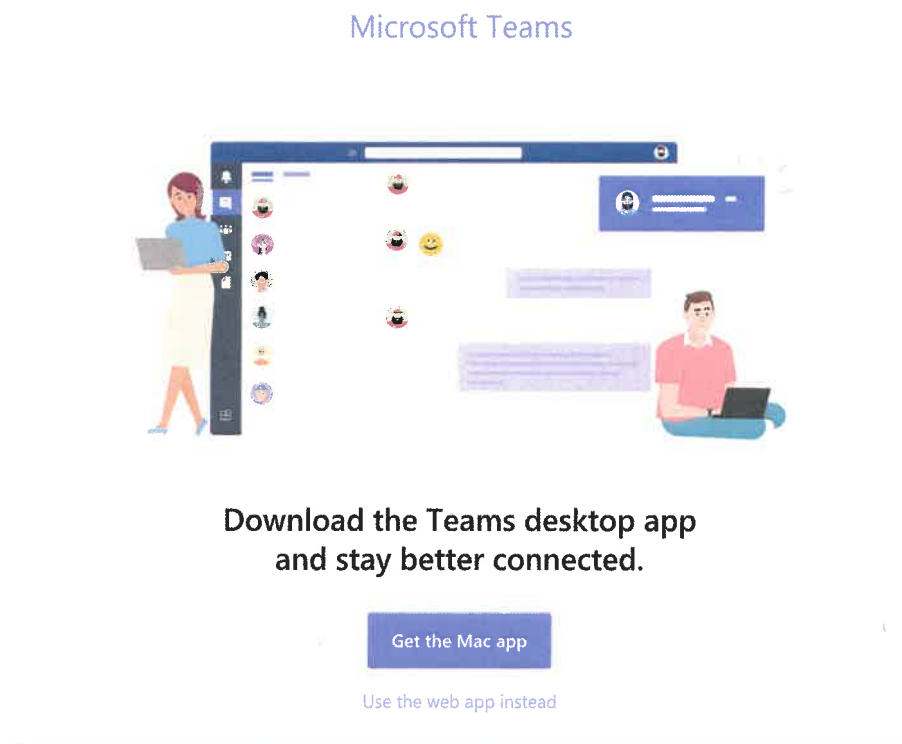 Microsoft Teams
Download the Teams desktop app
and stay better connected.
Get the Mac app
Use the web app instead